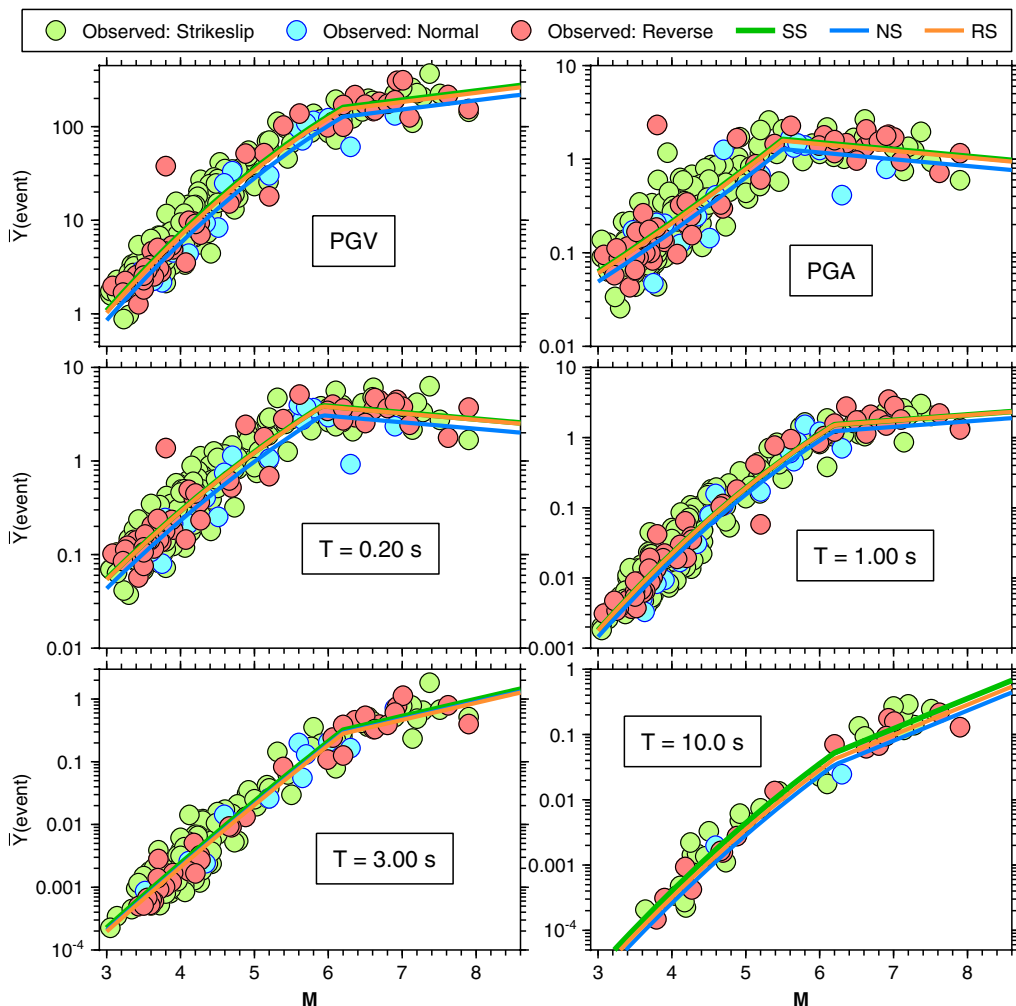 Observed: Strikeslip Observed: Normal Observed: Reverse SS NS RS
100
10
1
Y̅(event)
PGV
10
1
0.1
0.01
PGA
10
1
0.1
0.01
Y̅(event)
T = 0.20 s
10
1
0.1
0.01
0.001
T = 1.00 s
1
0.1
0.01
0.001
10⁻⁴
Y̅(event)
T = 3.00 s
3 4 5 6 7 8
M
1
0.1
0.01
0.001
10⁻⁴
T = 10.0 s
3 4 5 6 7 8
M